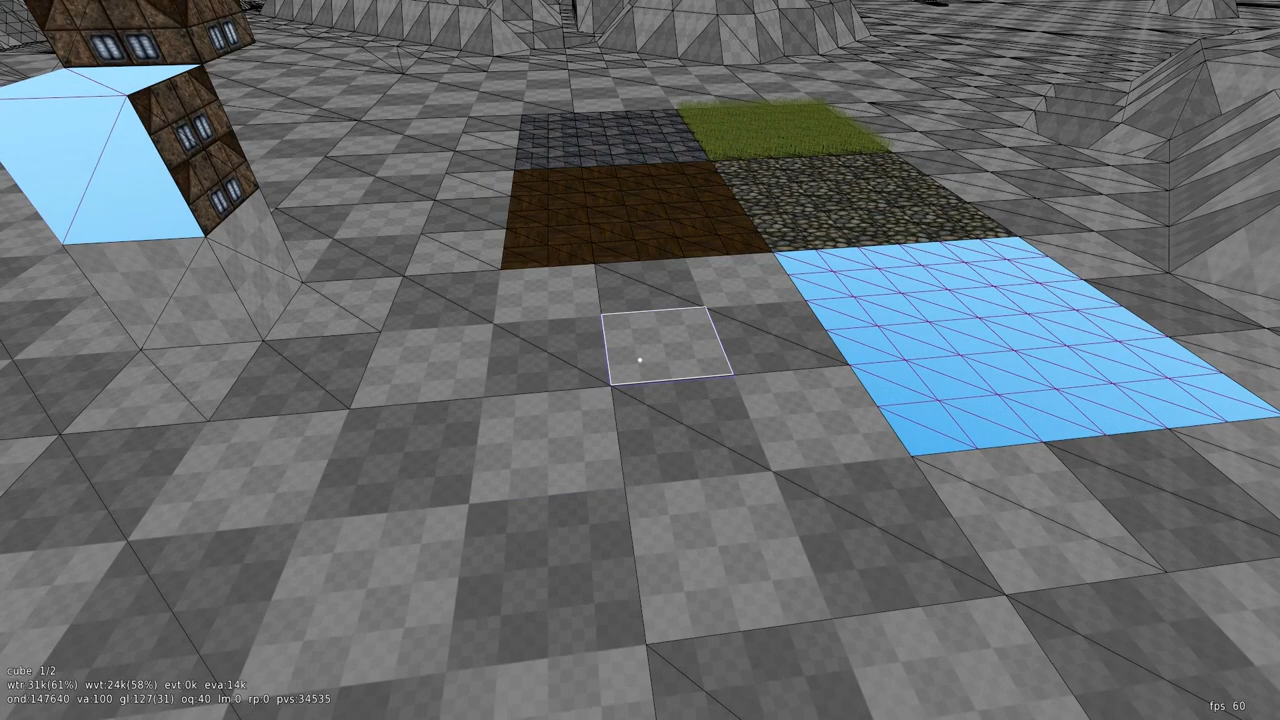 cube 1/2
wtr:31k(61%) wvt:24k(58%) evt:0k eva:14k
ond:147640 va:100 gl:127(31) oq:40 lm:0 rp:0 pvs:34535
fps 60